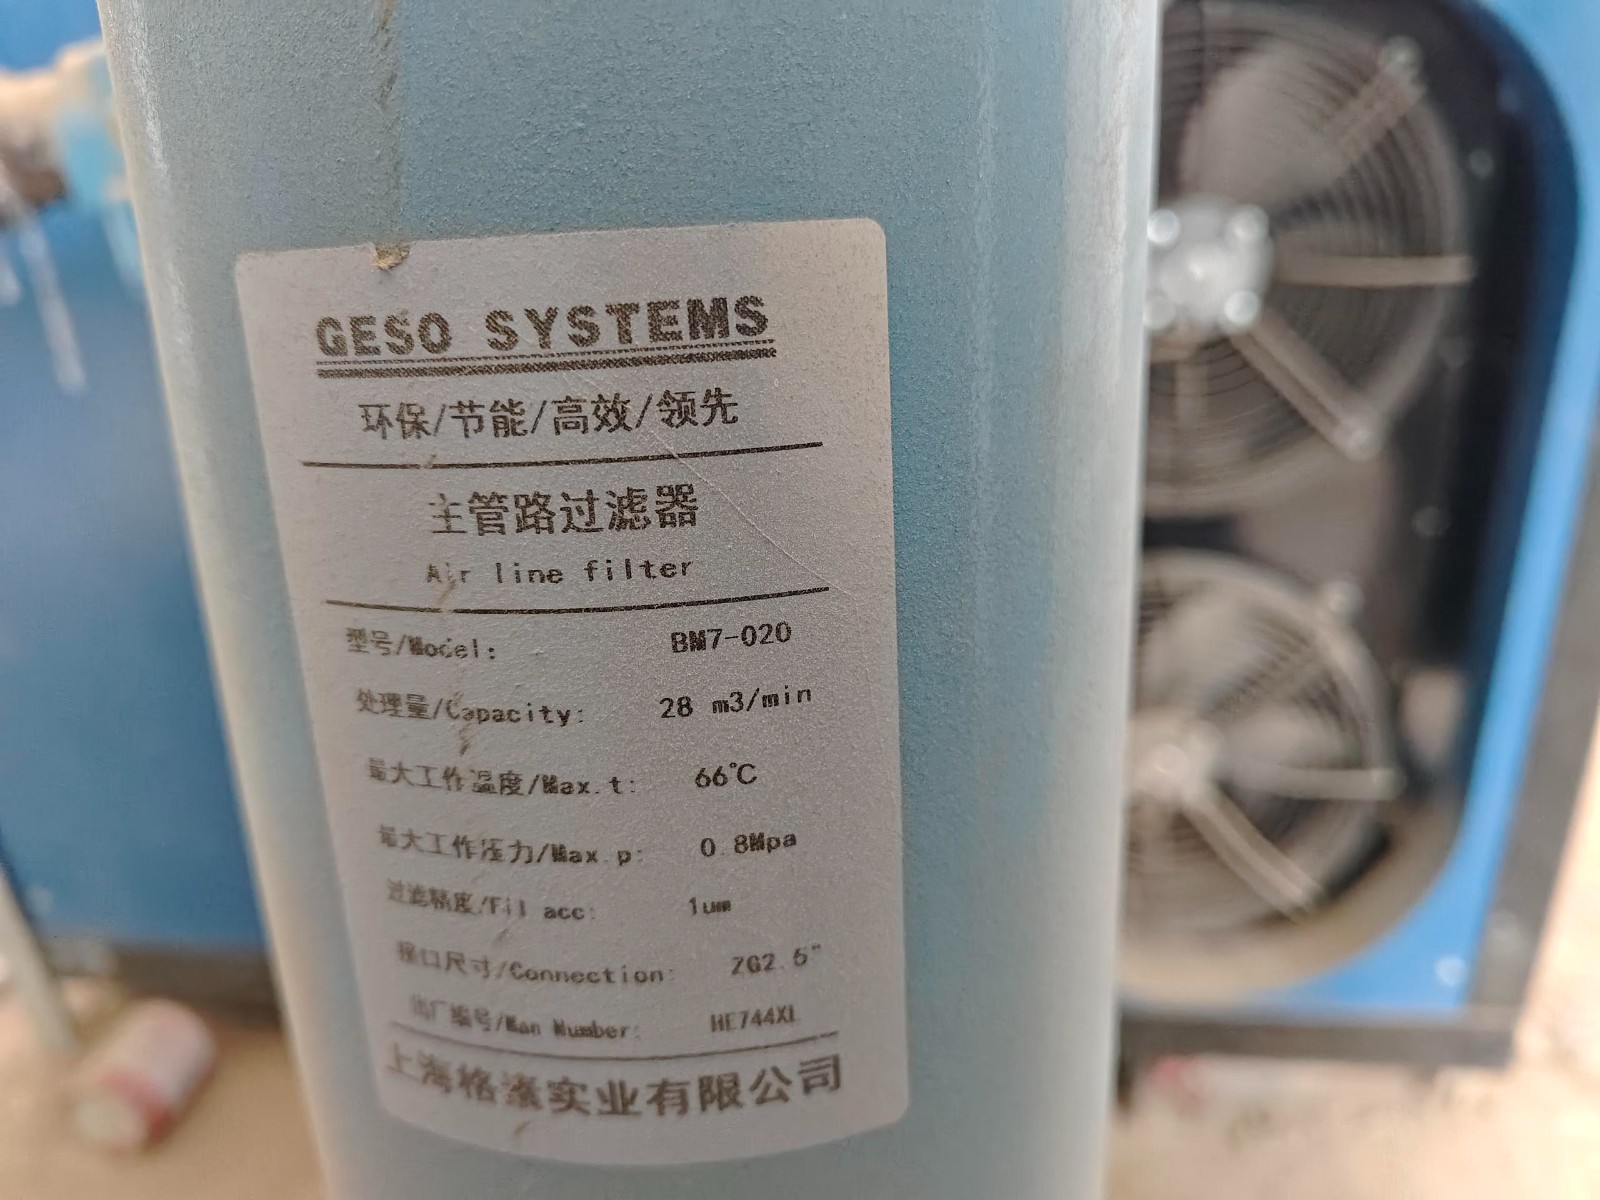 GESO SYSTEMS
环保/节能/高效/领先
主管路过滤器
Air line filter
型号/Model: BM7-020
处理量/Capacity: 28 m3/min
最大工作温度/Max.t: 66℃
最大工作压力/Max.p: 0.8Mpa
过滤精度/Fil acc: 1um
接口尺寸/Connection: ZG2.5"
出厂编号/Man Number: HE744XL
上海格素实业有限公司